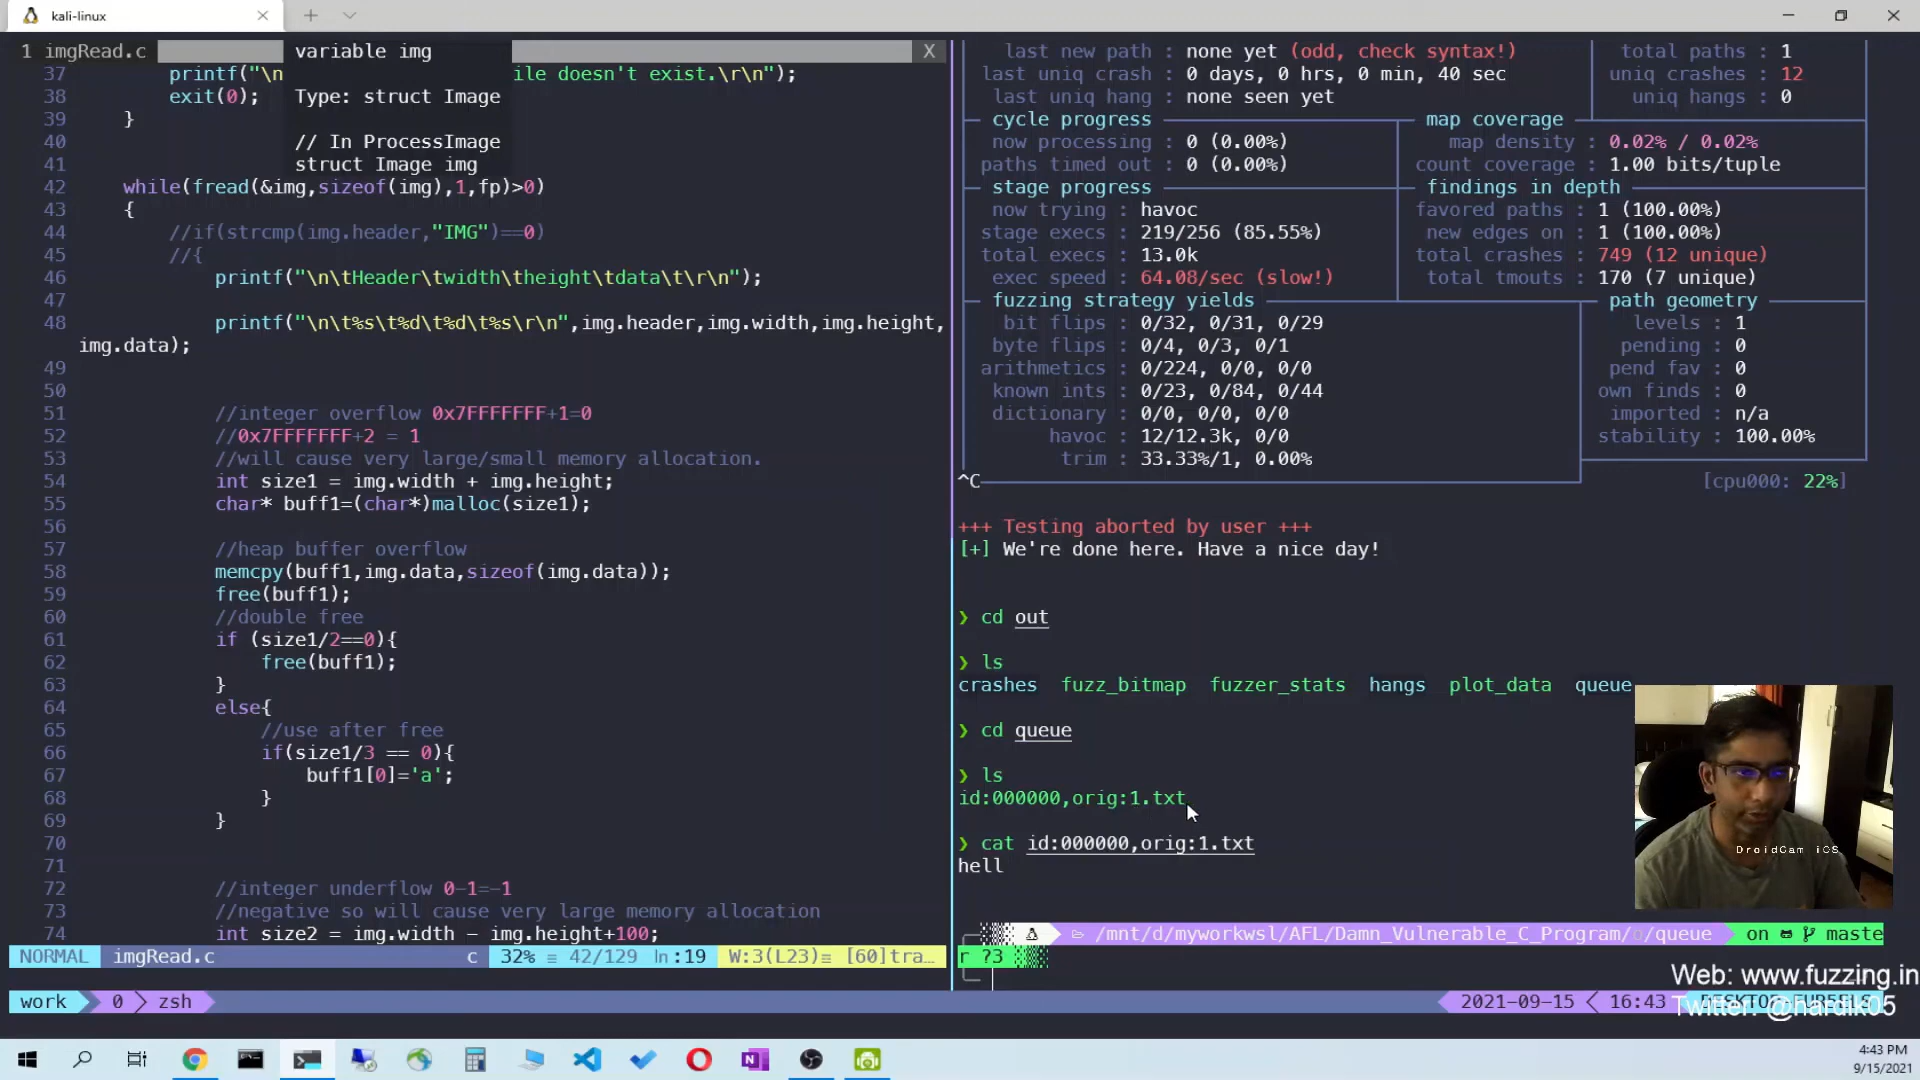 kali-linux
1 imgRead.c
X
variable img
Type: struct Image
// In ProcessImage
struct Image img
37 printf("\n ile doesn't exist.\r\n");
38 exit(0);
39 }
40
41
42 while(fread(&img,sizeof(img),1,fp)>0)
43 {
44 //if(strcmp(img.header,"IMG")==0)
45 //{
46 printf("\n\tHeader\twidth\theight\tdata\t\r\n");
47
48 printf("\n\t%s\t%d\t%d\t%s\r\n",img.header,img.width,img.height,
img.data);
49
50
51 //integer overflow 0x7FFFFFFF+1=0
52 //0x7FFFFFFF+2 = 1
53 //will cause very large/small memory allocation.
54 int size1 = img.width + img.height;
55 char* buff1=(char*)malloc(size1);
56
57 //heap buffer overflow
58 memcpy(buff1,img.data,sizeof(img.data));
59 free(buff1);
60 //double free
61 if (size1/2==0){
62 free(buff1);
63 }
64 else{
65 //use after free
66 if(size1/3 == 0){
67 buff1[0]='a';
68 }
69 }
70
71
72 //integer underflow 0-1=-1
73 //negative so will cause very large memory allocation
74 int size2 = img.width - img.height+100;
NORMAL imgRead.c c 32% ≡ 42/129 ln:19 W:3(L23)≡ [60]tra…
last new path : none yet (odd, check syntax!) total paths : 1
last uniq crash : 0 days, 0 hrs, 0 min, 40 sec uniq crashes : 12
last uniq hang : none seen yet uniq hangs : 0
cycle progress map coverage
now processing : 0 (0.00%) map density : 0.02% / 0.02%
paths timed out : 0 (0.00%) count coverage : 1.00 bits/tuple
stage progress findings in depth
now trying : havoc favored paths : 1 (100.00%)
stage execs : 219/256 (85.55%) new edges on : 1 (100.00%)
total execs : 13.0k total crashes : 749 (12 unique)
exec speed : 64.08/sec (slow!) total tmouts : 170 (7 unique)
fuzzing strategy yields path geometry
bit flips : 0/32, 0/31, 0/29 levels : 1
byte flips : 0/4, 0/3, 0/1 pending : 0
arithmetics : 0/224, 0/0, 0/0 pend fav : 0
known ints : 0/23, 0/84, 0/44 own finds : 0
dictionary : 0/0, 0/0, 0/0 imported : n/a
havoc : 12/12.3k, 0/0 stability : 100.00%
trim : 33.33%/1, 0.00%
^C [cpu000: 22%]
+++ Testing aborted by user +++
[+] We're done here. Have a nice day!
❯ cd out
❯ ls
crashes fuzz_bitmap fuzzer_stats hangs plot_data queue
❯ cd queue
❯ ls
id:000000,orig:1.txt
❯ cat id:000000,orig:1.txt
hell
/mnt/d/myworkwsl/AFL/Damn_Vulnerable_C_Program/o/queue on maste
r ?3
DroidCam iOS
Web: www.fuzzing.in
Twitter: @hardik05
work 0 zsh 2021-09-15 16:43
4:43 PM
9/15/2021